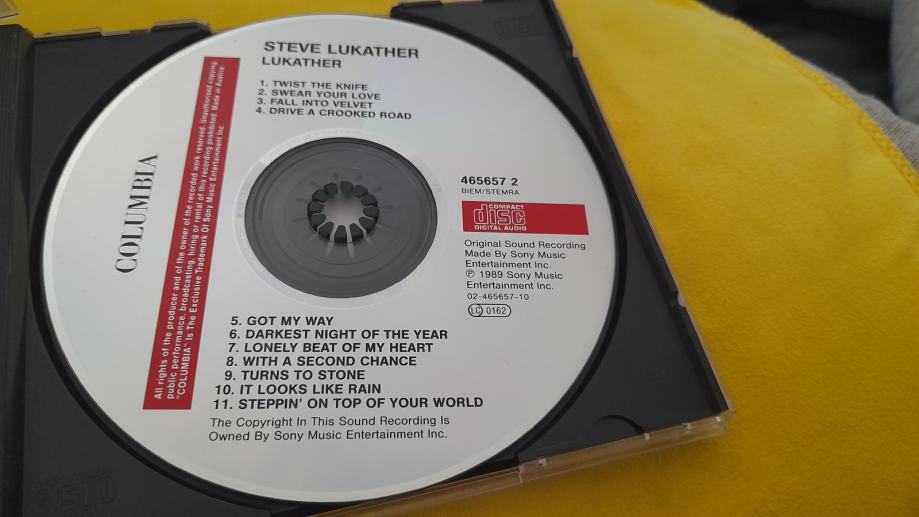 STEVE LUKATHER
LUKATHER
1. TWIST THE KNIFE
2. SWEAR YOUR LOVE
3. FALL INTO VELVET
4. DRIVE A CROOKED ROAD
COLUMBIA
All rights of the producer and of the owner of the recorded work reserved. Unauthorised copying,
public performance, broadcasting, hiring or rental of this recording prohibited. Made in Austria
"COLUMBIA" Is The Exclusive Trademark Of Sony Music Entertainment Inc.
465657 2
BIEM/STEMRA
COMPACT
disc
DIGITAL AUDIO
Original Sound Recording
Made By Sony Music
Entertainment Inc.
℗ 1989 Sony Music
Entertainment Inc.
02-465657-10
LC 0162
5. GOT MY WAY
6. DARKEST NIGHT OF THE YEAR
7. LONELY BEAT OF MY HEART
8. WITH A SECOND CHANCE
9. TURNS TO STONE
10. IT LOOKS LIKE RAIN
11. STEPPIN' ON TOP OF YOUR WORLD
The Copyright In This Sound Recording Is
Owned By Sony Music Entertainment Inc.
disc